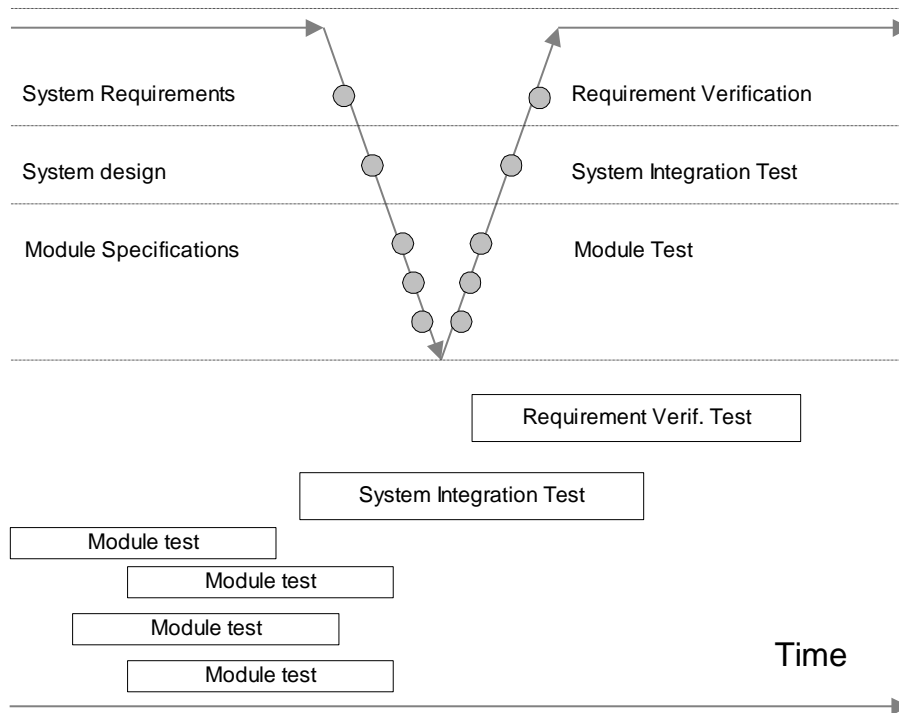 System Requirements
Requirement Verification
System design
System Integration Test
Module Specifications
Module Test
Requirement Verif. Test
System Integration Test
Module test
Module test
Module test
Module test
Time